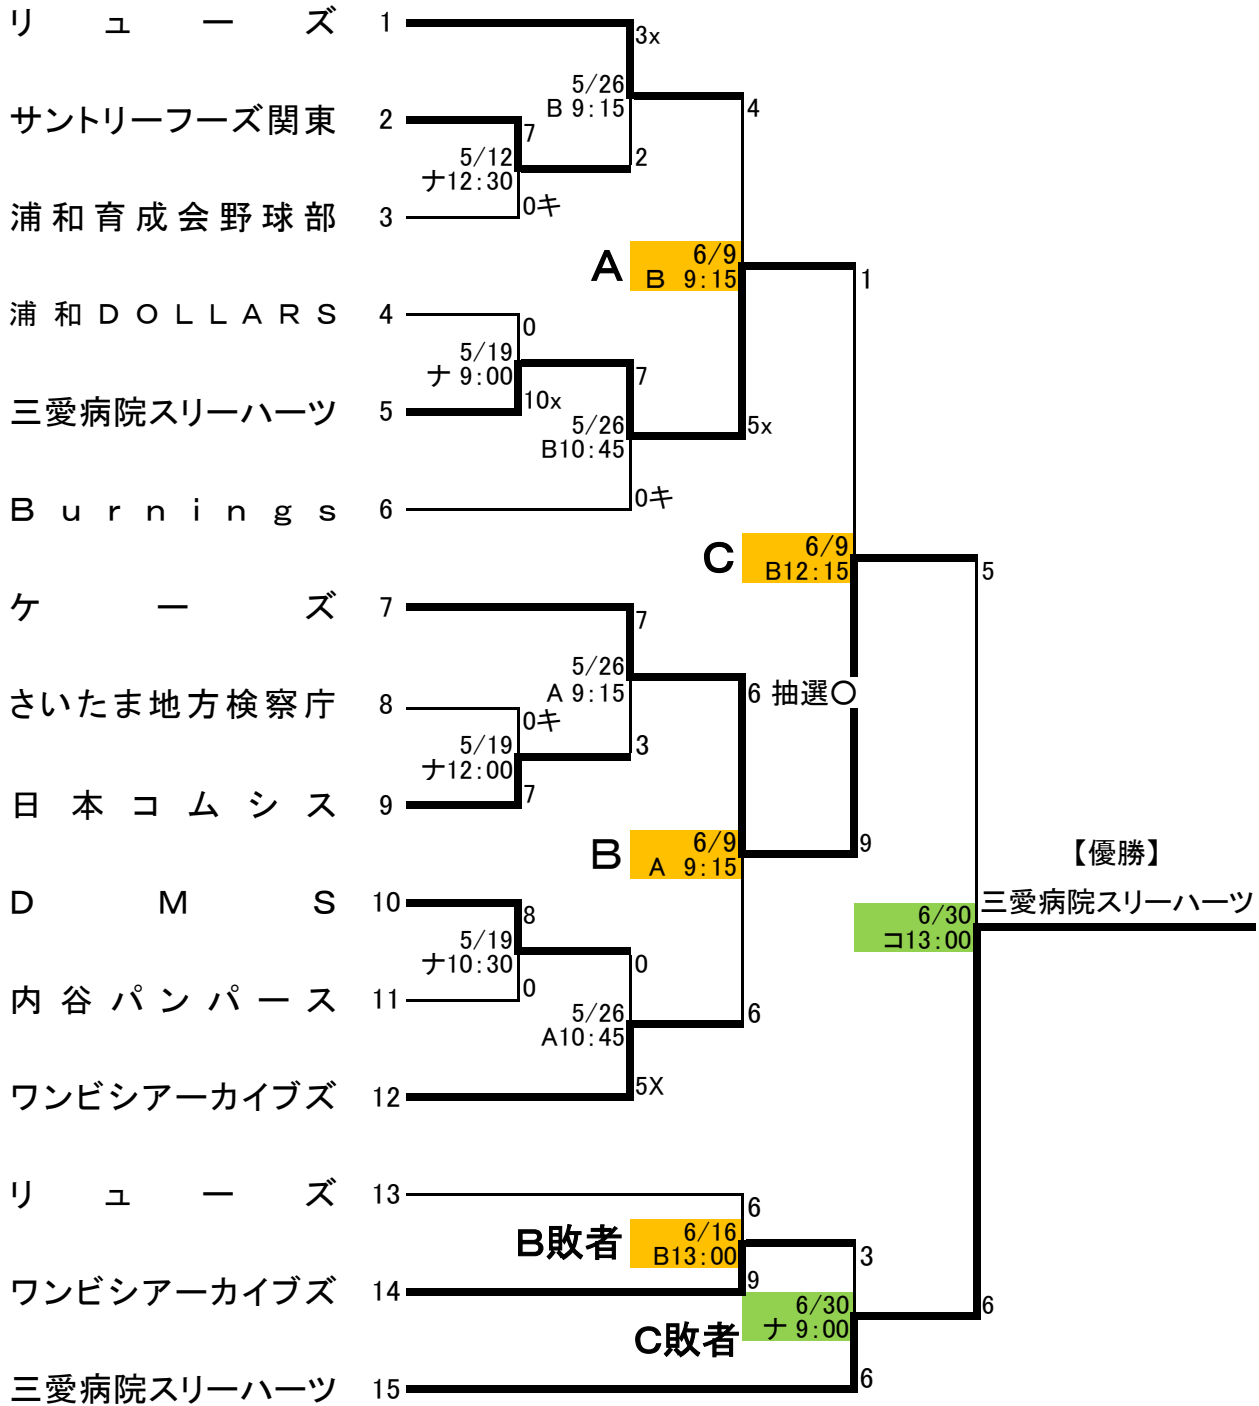 リューズ 1
3x
5/26
B 9:15
4
サントリーフーズ関東 2
7
5/12
ナ12:30
2
浦和育成会野球部 3
0キ
A
6/9
B 9:15
1
浦和DOLLARS 4
0
5/19
ナ 9:00
7
三愛病院スリーハーツ 5
10x
5/26
B10:45
5x
Burnings 6
0キ
C
6/9
B12:15
5
ケーズ 7
7
5/26
A 9:15
6
抽選○
さいたま地方検察庁 8
0キ
5/19
ナ12:00
3
日本コムシス 9
7
B
6/9
A 9:15
9
【優勝】
三愛病院スリーハーツ
DMS 10
8
5/19
ナ10:30
0
6/30
コ13:00
内谷パンパース 11
0
5/26
A10:45
6
ワンビシアーカイブズ 12
5X
リューズ 13
6
B敗者
6/16
B13:00
3
ワンビシアーカイブズ 14
9
C敗者
6/30
ナ 9:00
6
三愛病院スリーハーツ 15
6